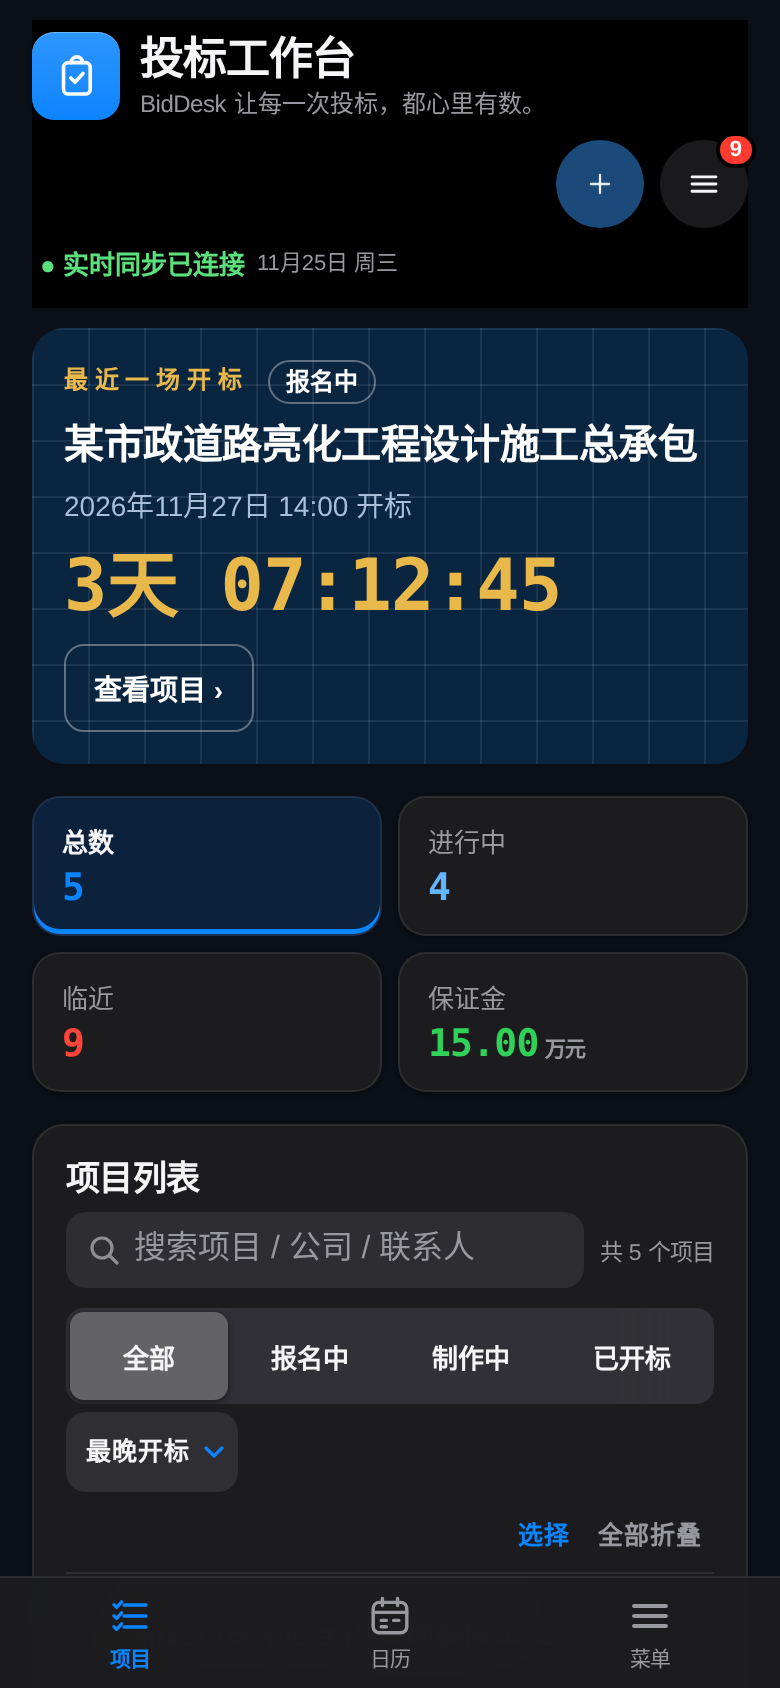 投标工作台
BidDesk 让每一次投标，都心里有数。
9
实时同步已连接 11月25日 周三
最近一场开标 报名中
某市政道路亮化工程设计施工总承包
2026年11月27日 14:00 开标
3天 07:12:45
查看项目 ›
总数
5
进行中
4
临近
9
保证金
15.00 万元
项目列表
搜索项目 / 公司 / 联系人
共 5 个项目
全部 报名中 制作中 已开标
最晚开标
选择 全部折叠
项目 日历 菜单